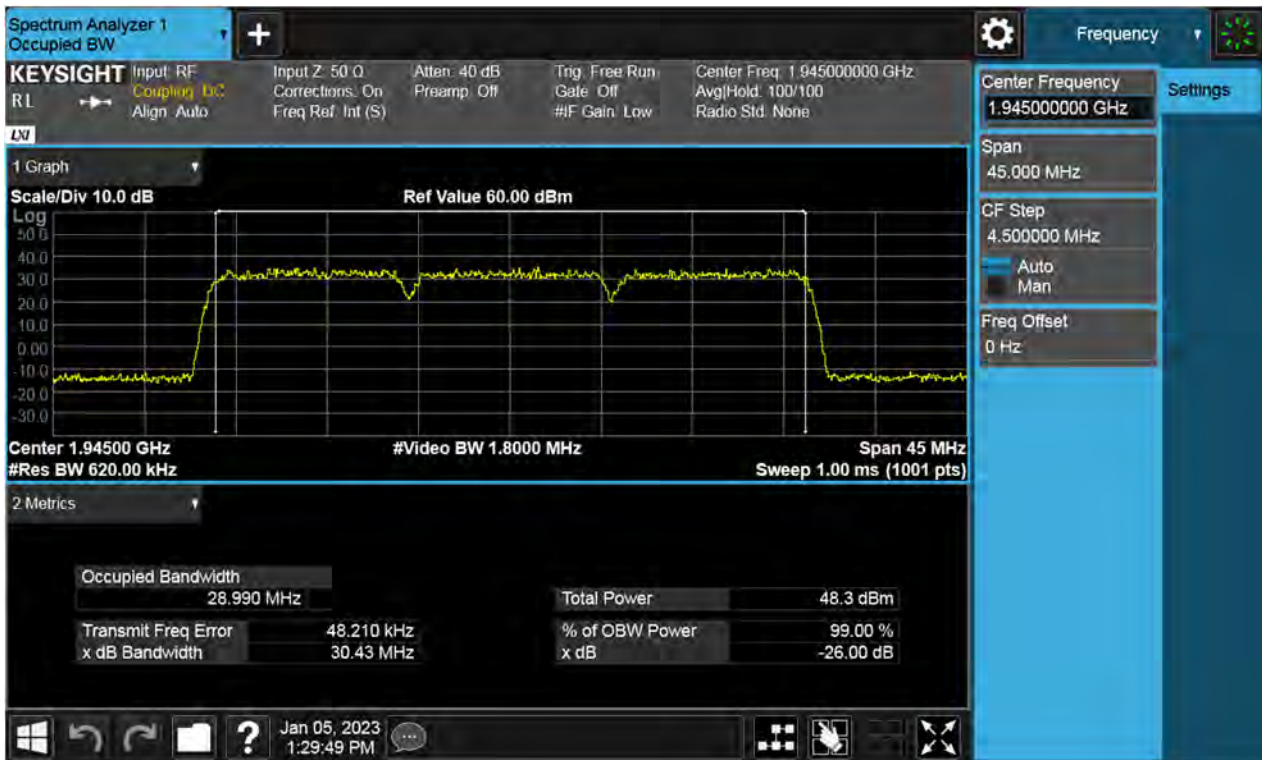 Spectrum Analyzer 1
Occupied BW
+
Frequency
KEYSIGHT
RL
LXI
Input: RF
Coupling: DC
Align: Auto
Input Z: 50 Ω
Corrections: On
Freq Ref: Int (S)
Atten: 40 dB
Preamp: Off
Trig: Free Run
Gate: Off
#IF Gain: Low
Center Freq: 1.945000000 GHz
Avg|Hold: 100/100
Radio Std: None
Center Frequency
1.945000000 GHz
Settings
Span
45.000 MHz
CF Step
4.500000 MHz
Auto
Man
Freq Offset
0 Hz
1 Graph
Scale/Div 10.0 dB
Ref Value 60.00 dBm
Log
50.0
40.0
30.0
20.0
10.0
0.00
-10.0
-20.0
-30.0
Center 1.94500 GHz
#Video BW 1.8000 MHz
Span 45 MHz
#Res BW 620.00 kHz
Sweep 1.00 ms (1001 pts)
2 Metrics
Occupied Bandwidth
28.990 MHz
Total Power 48.3 dBm
Transmit Freq Error 48.210 kHz
% of OBW Power 99.00 %
x dB Bandwidth 30.43 MHz
x dB -26.00 dB
?
Jan 05, 2023
1:29:49 PM